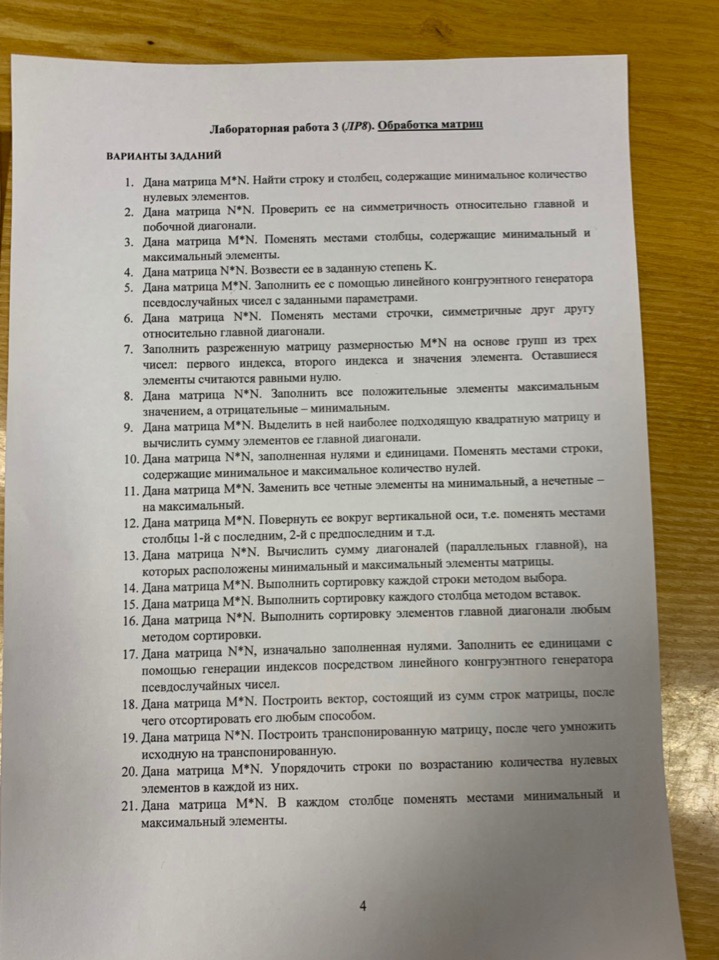 Лабораторная работа 3 (ЛР8). Обработка матриц
ВАРИАНТЫ ЗАДАНИЙ
1. Дана матрица M*N. Найти строку и столбец, содержащие минимальное количество
нулевых элементов.
2. Дана матрица N*N. Проверить ее на симметричность относительно главной и
побочной диагонали.
3. Дана матрица M*N. Поменять местами столбцы, содержащие минимальный и
максимальный элементы.
4. Дана матрица N*N. Возвести ее в заданную степень K.
5. Дана матрица M*N. Заполнить ее с помощью линейного конгруэнтного генератора
псевдослучайных чисел с заданными параметрами.
6. Дана матрица N*N. Поменять местами строчки, симметричные друг другу
относительно главной диагонали.
7. Заполнить разреженную матрицу размерностью M*N на основе групп из трех
чисел: первого индекса, второго индекса и значения элемента. Оставшиеся
элементы считаются равными нулю.
8. Дана матрица N*N. Заполнить все положительные элементы максимальным
значением, а отрицательные – минимальным.
9. Дана матрица M*N. Выделить в ней наиболее подходящую квадратную матрицу и
вычислить сумму элементов ее главной диагонали.
10. Дана матрица N*N, заполненная нулями и единицами. Поменять местами строки,
содержащие минимальное и максимальное количество нулей.
11. Дана матрица M*N. Заменить все четные элементы на минимальный, а нечетные –
на максимальный.
12. Дана матрица M*N. Повернуть ее вокруг вертикальной оси, т.е. поменять местами
столбцы 1-й с последним, 2-й с предпоследним и т.д.
13. Дана матрица N*N. Вычислить сумму диагоналей (параллельных главной), на
которых расположены минимальный и максимальный элементы матрицы.
14. Дана матрица M*N. Выполнить сортировку каждой строки методом выбора.
15. Дана матрица M*N. Выполнить сортировку каждого столбца методом вставок.
16. Дана матрица N*N. Выполнить сортировку элементов главной диагонали любым
методом сортировки.
17. Дана матрица N*N, изначально заполненная нулями. Заполнить ее единицами с
помощью генерации индексов посредством линейного конгруэнтного генератора
псевдослучайных чисел.
18. Дана матрица M*N. Построить вектор, состоящий из сумм строк матрицы, после
чего отсортировать его любым способом.
19. Дана матрица N*N. Построить транспонированную матрицу, после чего умножить
исходную на транспонированную.
20. Дана матрица M*N. Упорядочить строки по возрастанию количества нулевых
элементов в каждой из них.
21. Дана матрица M*N. В каждом столбце поменять местами минимальный и
максимальный элементы.
4